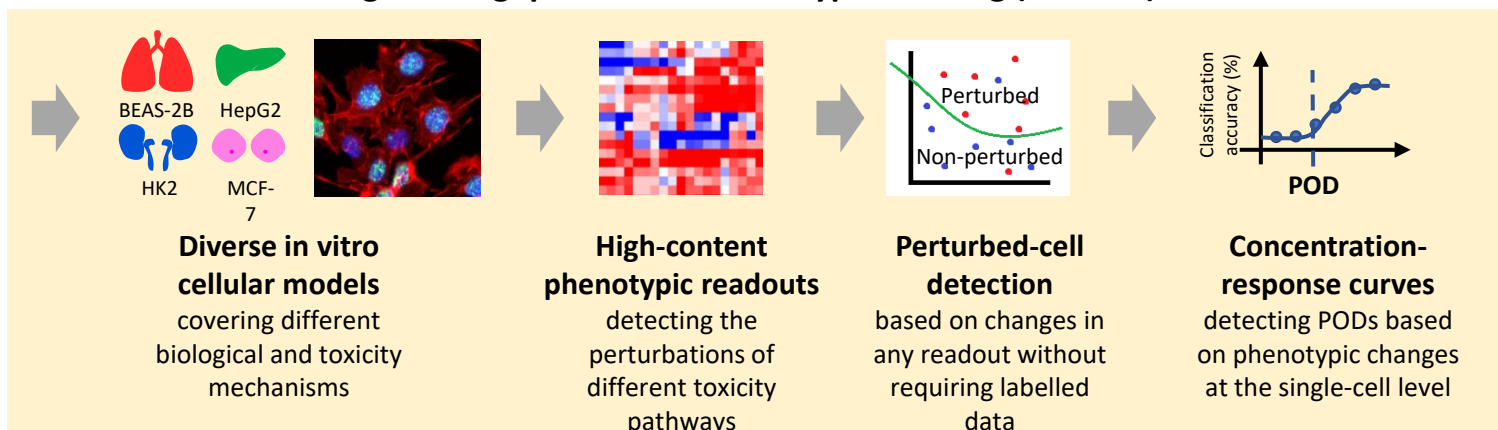 BEAS-2B
HepG2
HK2
MCF-
7
Diverse in vitro
cellular models
covering different
biological and toxicity
mechanisms
High-content
phenotypic readouts
detecting the
perturbations of
different toxicity
pathways
Perturbed
Non-perturbed
Perturbed-cell
detection
based on changes in
any readout without
requiring labelled
data
Classification
accuracy (%)
POD
Concentration-
response curves
detecting PODs based
on phenotypic changes
at the single-cell level